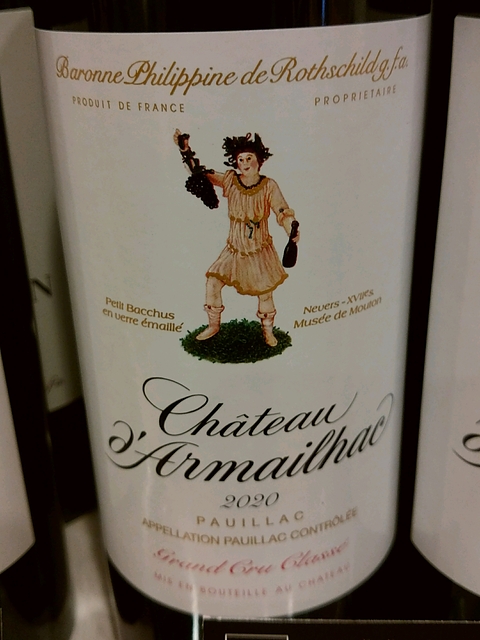 Baronne Philippine de Rothschild g.f.a.
PRODUIT DE FRANCE
PROPRIETAIRE
Petit Bacchus
en verre émaillé
Nevers - XVIIe s.
Musée de Mouton
Château
d'Armailhac
2020
PAUILLAC
APPELLATION PAUILLAC CONTRÔLÉE
Grand Cru Classé
MIS EN BOUTEILLE AU CHATEAU